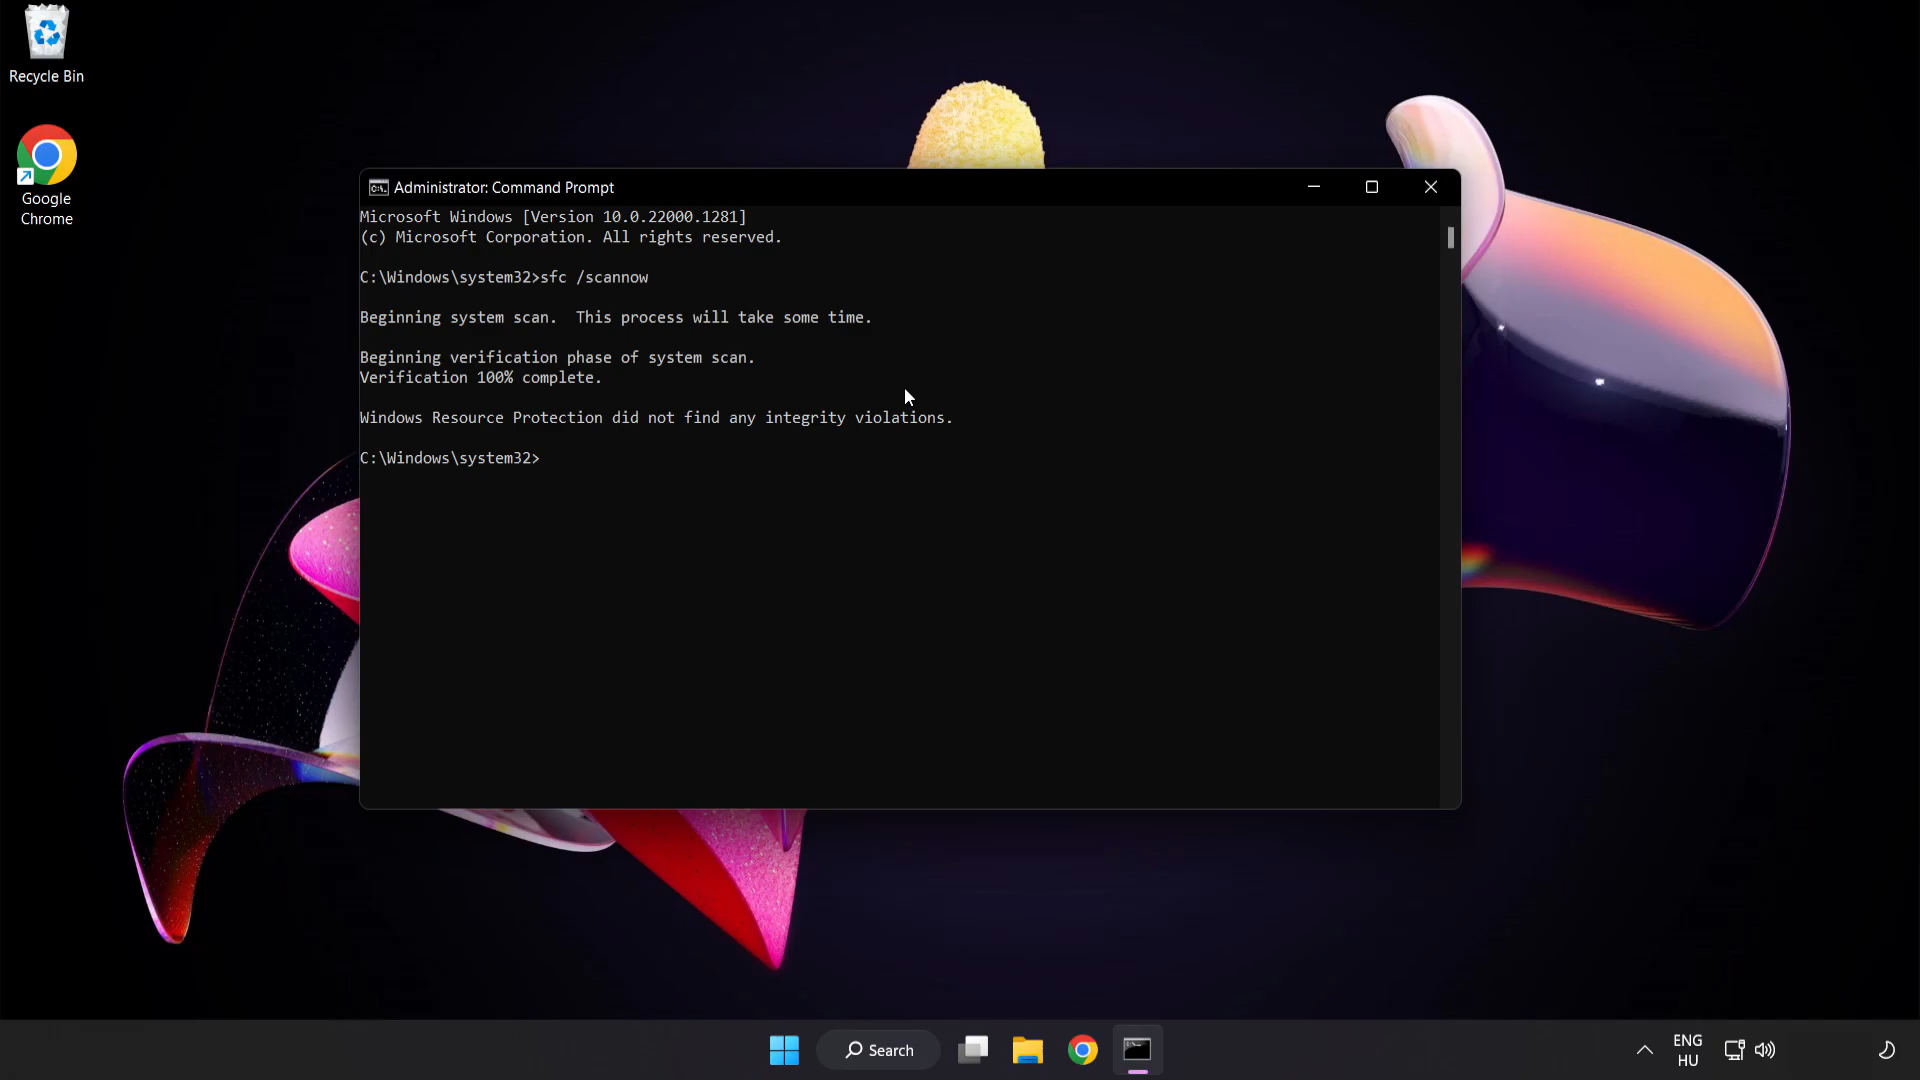 Recycle Bin
Google
Chrome
Administrator: Command Prompt
Microsoft Windows [Version 10.0.22000.1281]
(c) Microsoft Corporation. All rights reserved.
C:\Windows\system32>sfc /scannow
Beginning system scan.  This process will take some time.
Beginning verification phase of system scan.
Verification 100% complete.
Windows Resource Protection did not find any integrity violations.
C:\Windows\system32>
Search
ENG
HU